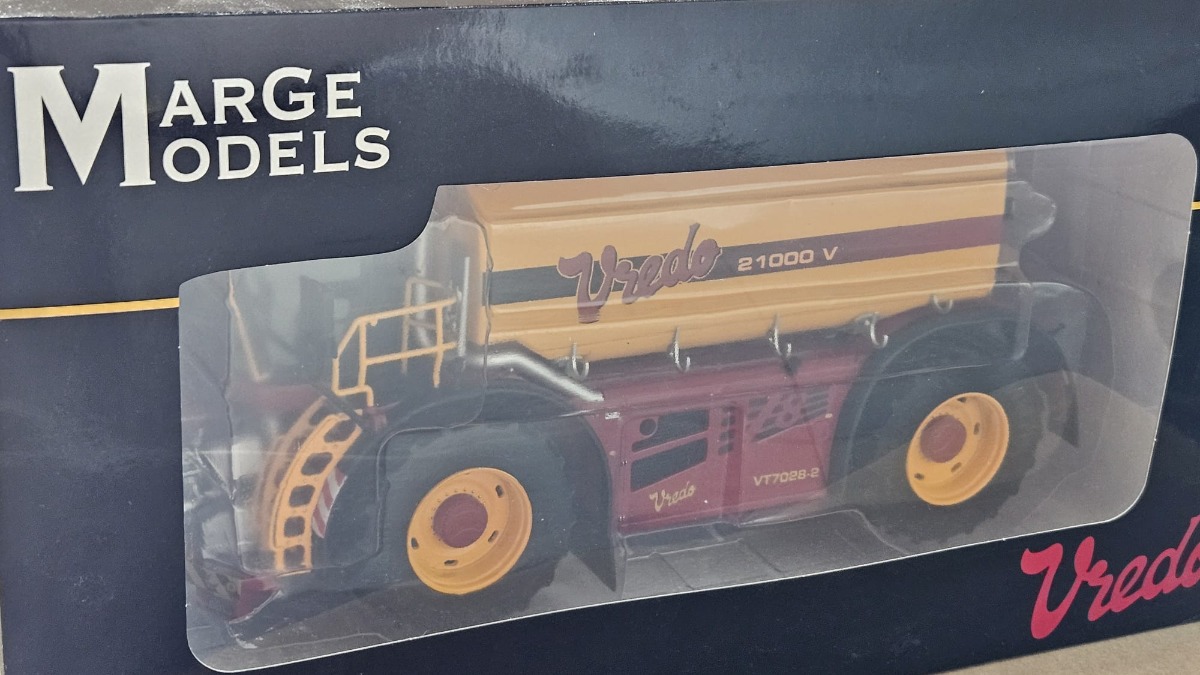 MARGE
MODELS
Vredo 21000 V
Vredo
VT7028-2
Vredo